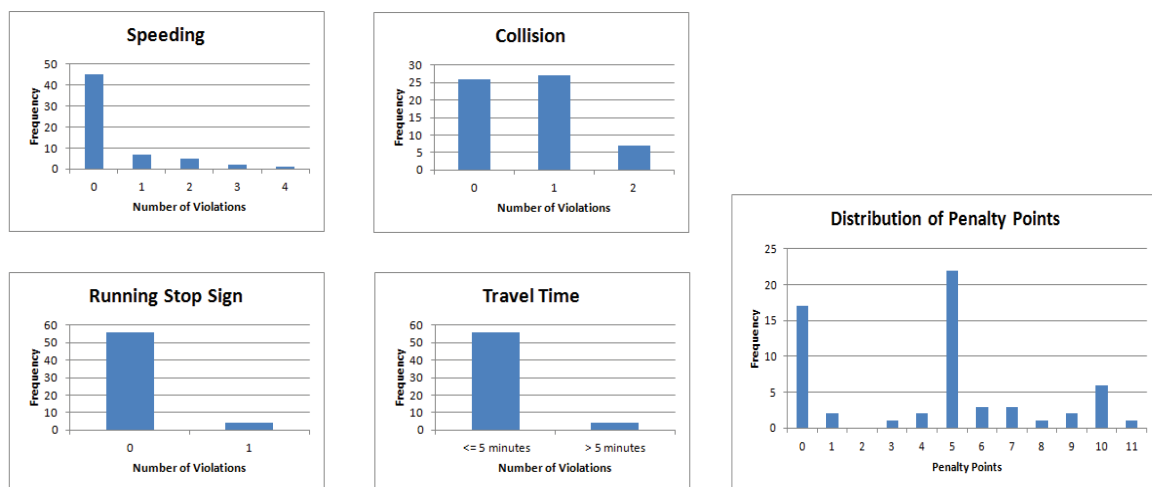 Speeding
Frequency
50
40
30
20
10
0
0 1 2 3 4
Number of Violations
Collision
Frequency
30
25
20
15
10
5
0
0 1 2
Number of Violations
Running Stop Sign
Frequency
60
50
40
30
20
10
0
0 1
Number of Violations
Travel Time
Frequency
60
50
40
30
20
10
0
<= 5 minutes > 5 minutes
Number of Violations
Distribution of Penalty Points
Frequency
25
20
15
10
5
0
0 1 2 3 4 5 6 7 8 9 10 11
Penalty Points